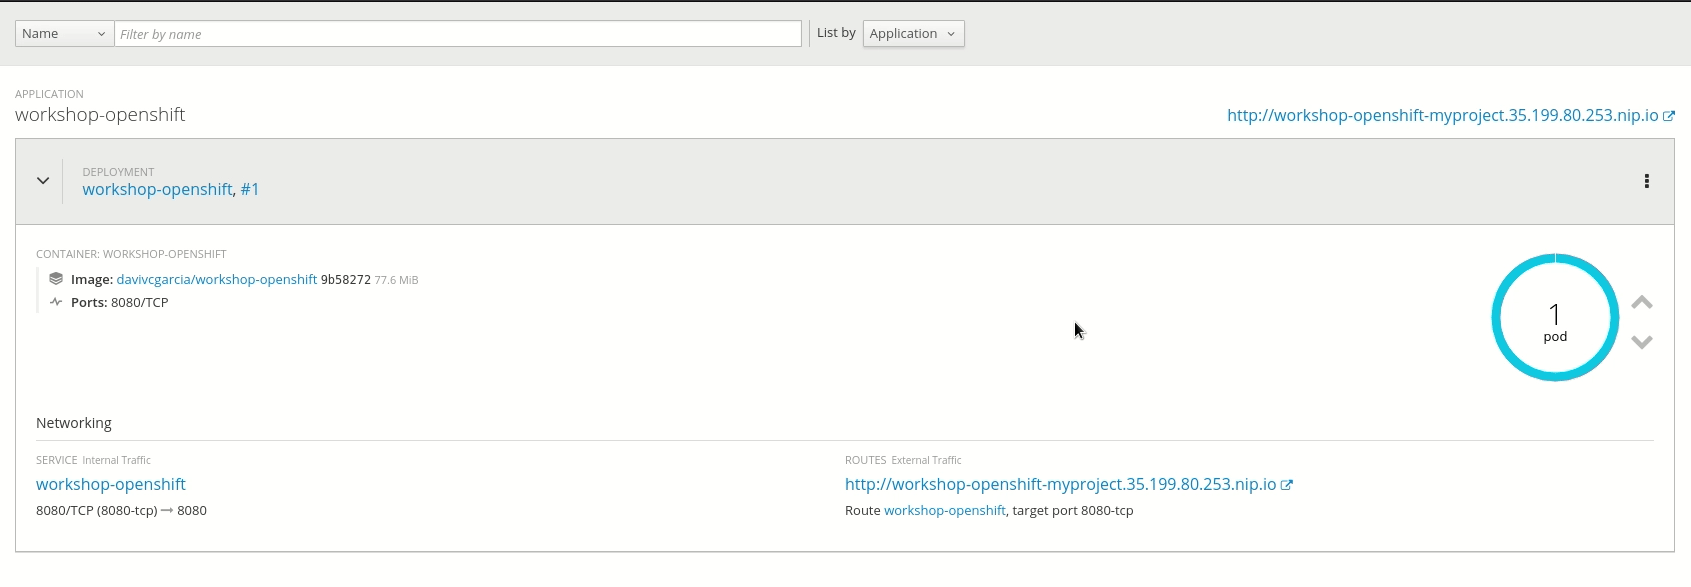 Name Filter by name List by Application
APPLICATION
workshop-openshift http://workshop-openshift-myproject.35.199.80.253.nip.io
DEPLOYMENT
workshop-openshift, #1
CONTAINER: WORKSHOP-OPENSHIFT
Image: davivcgarcia/workshop-openshift 9b58272 77.6 MiB
Ports: 8080/TCP
1
pod
Networking
SERVICE Internal Traffic
workshop-openshift
8080/TCP (8080-tcp) → 8080
ROUTES External Traffic
http://workshop-openshift-myproject.35.199.80.253.nip.io
Route workshop-openshift, target port 8080-tcp